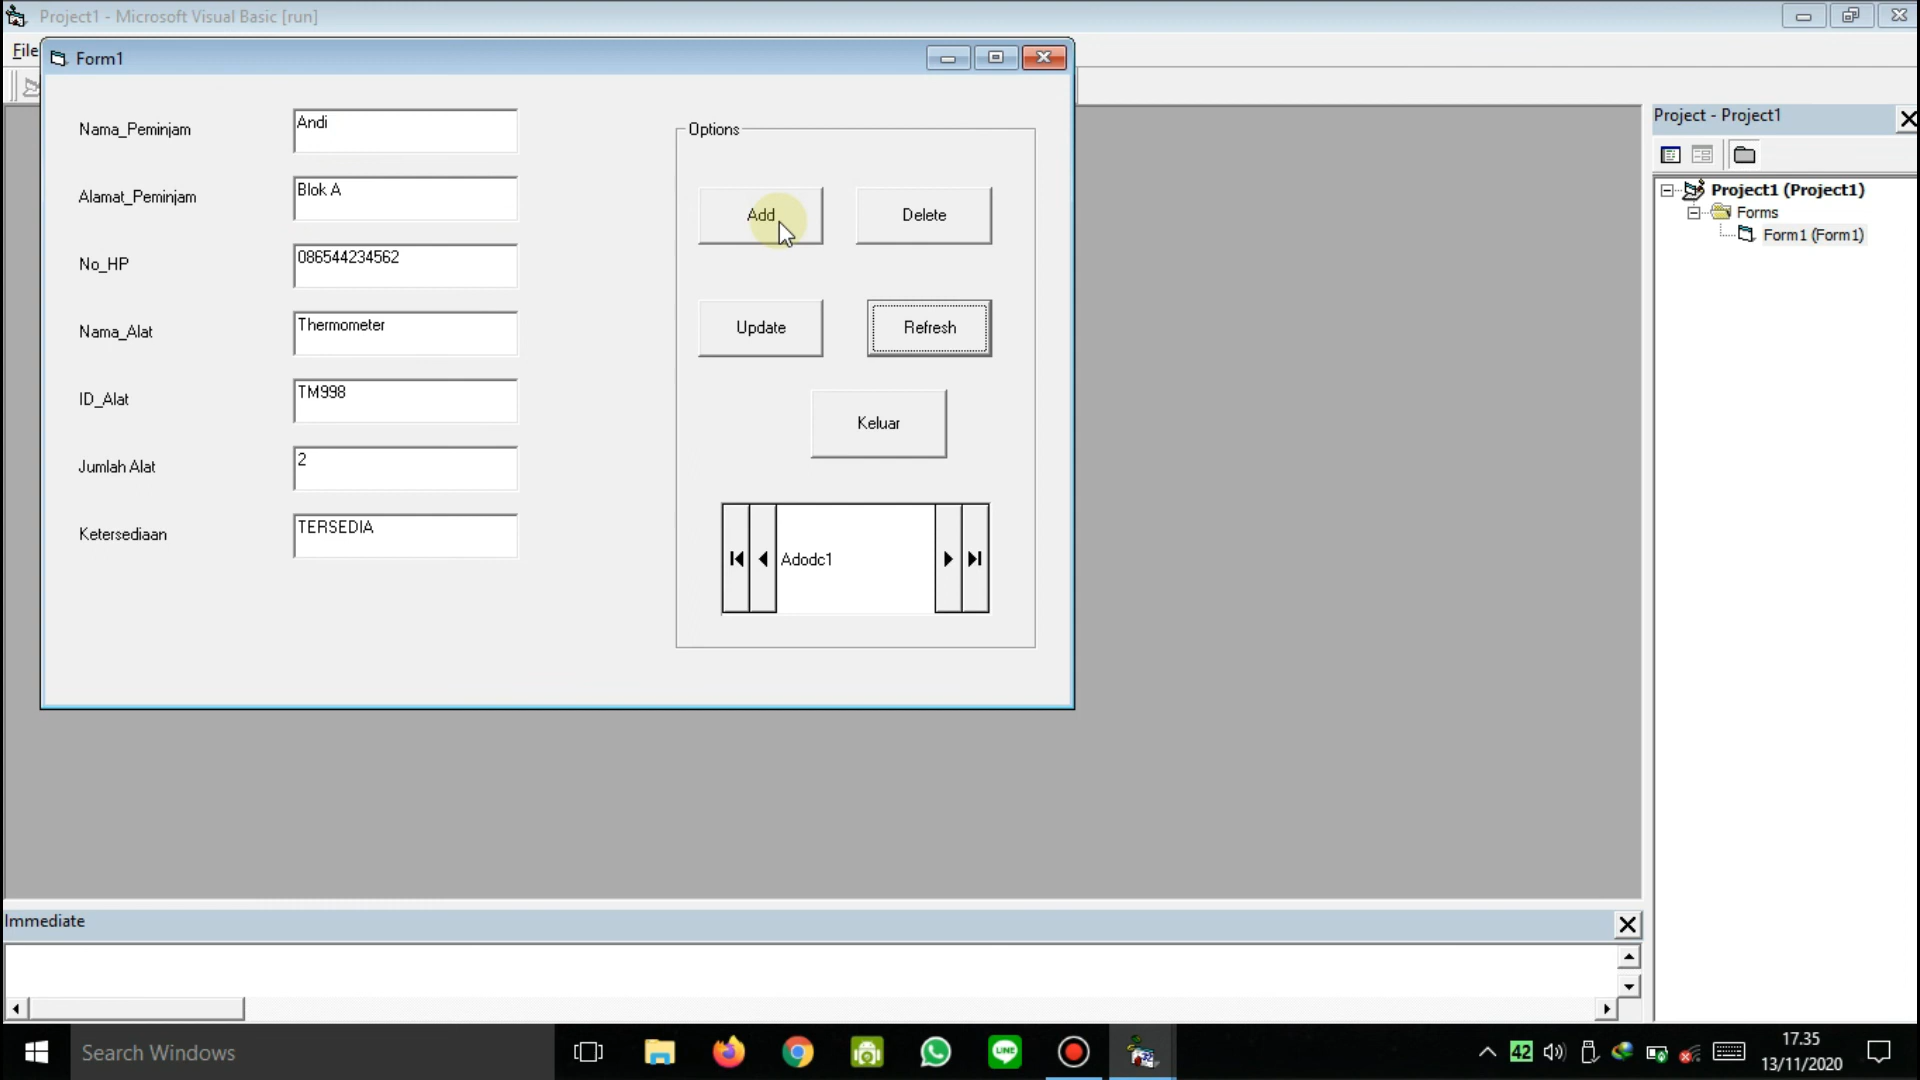 Project1 - Microsoft Visual Basic [run]
File
Form1
Nama_Peminjam
Andi
Alamat_Peminjam
Blok A
No_HP
086544234562
Nama_Alat
Thermometer
ID_Alat
TM998
Jumlah Alat
2
Ketersediaan
TERSEDIA
Options
Add
Delete
Update
Refresh
Keluar
Adodc1
Project - Project1
Project1 (Project1)
Forms
Form1 (Form1)
Immediate
Search Windows
LINE
42
17.35
13/11/2020